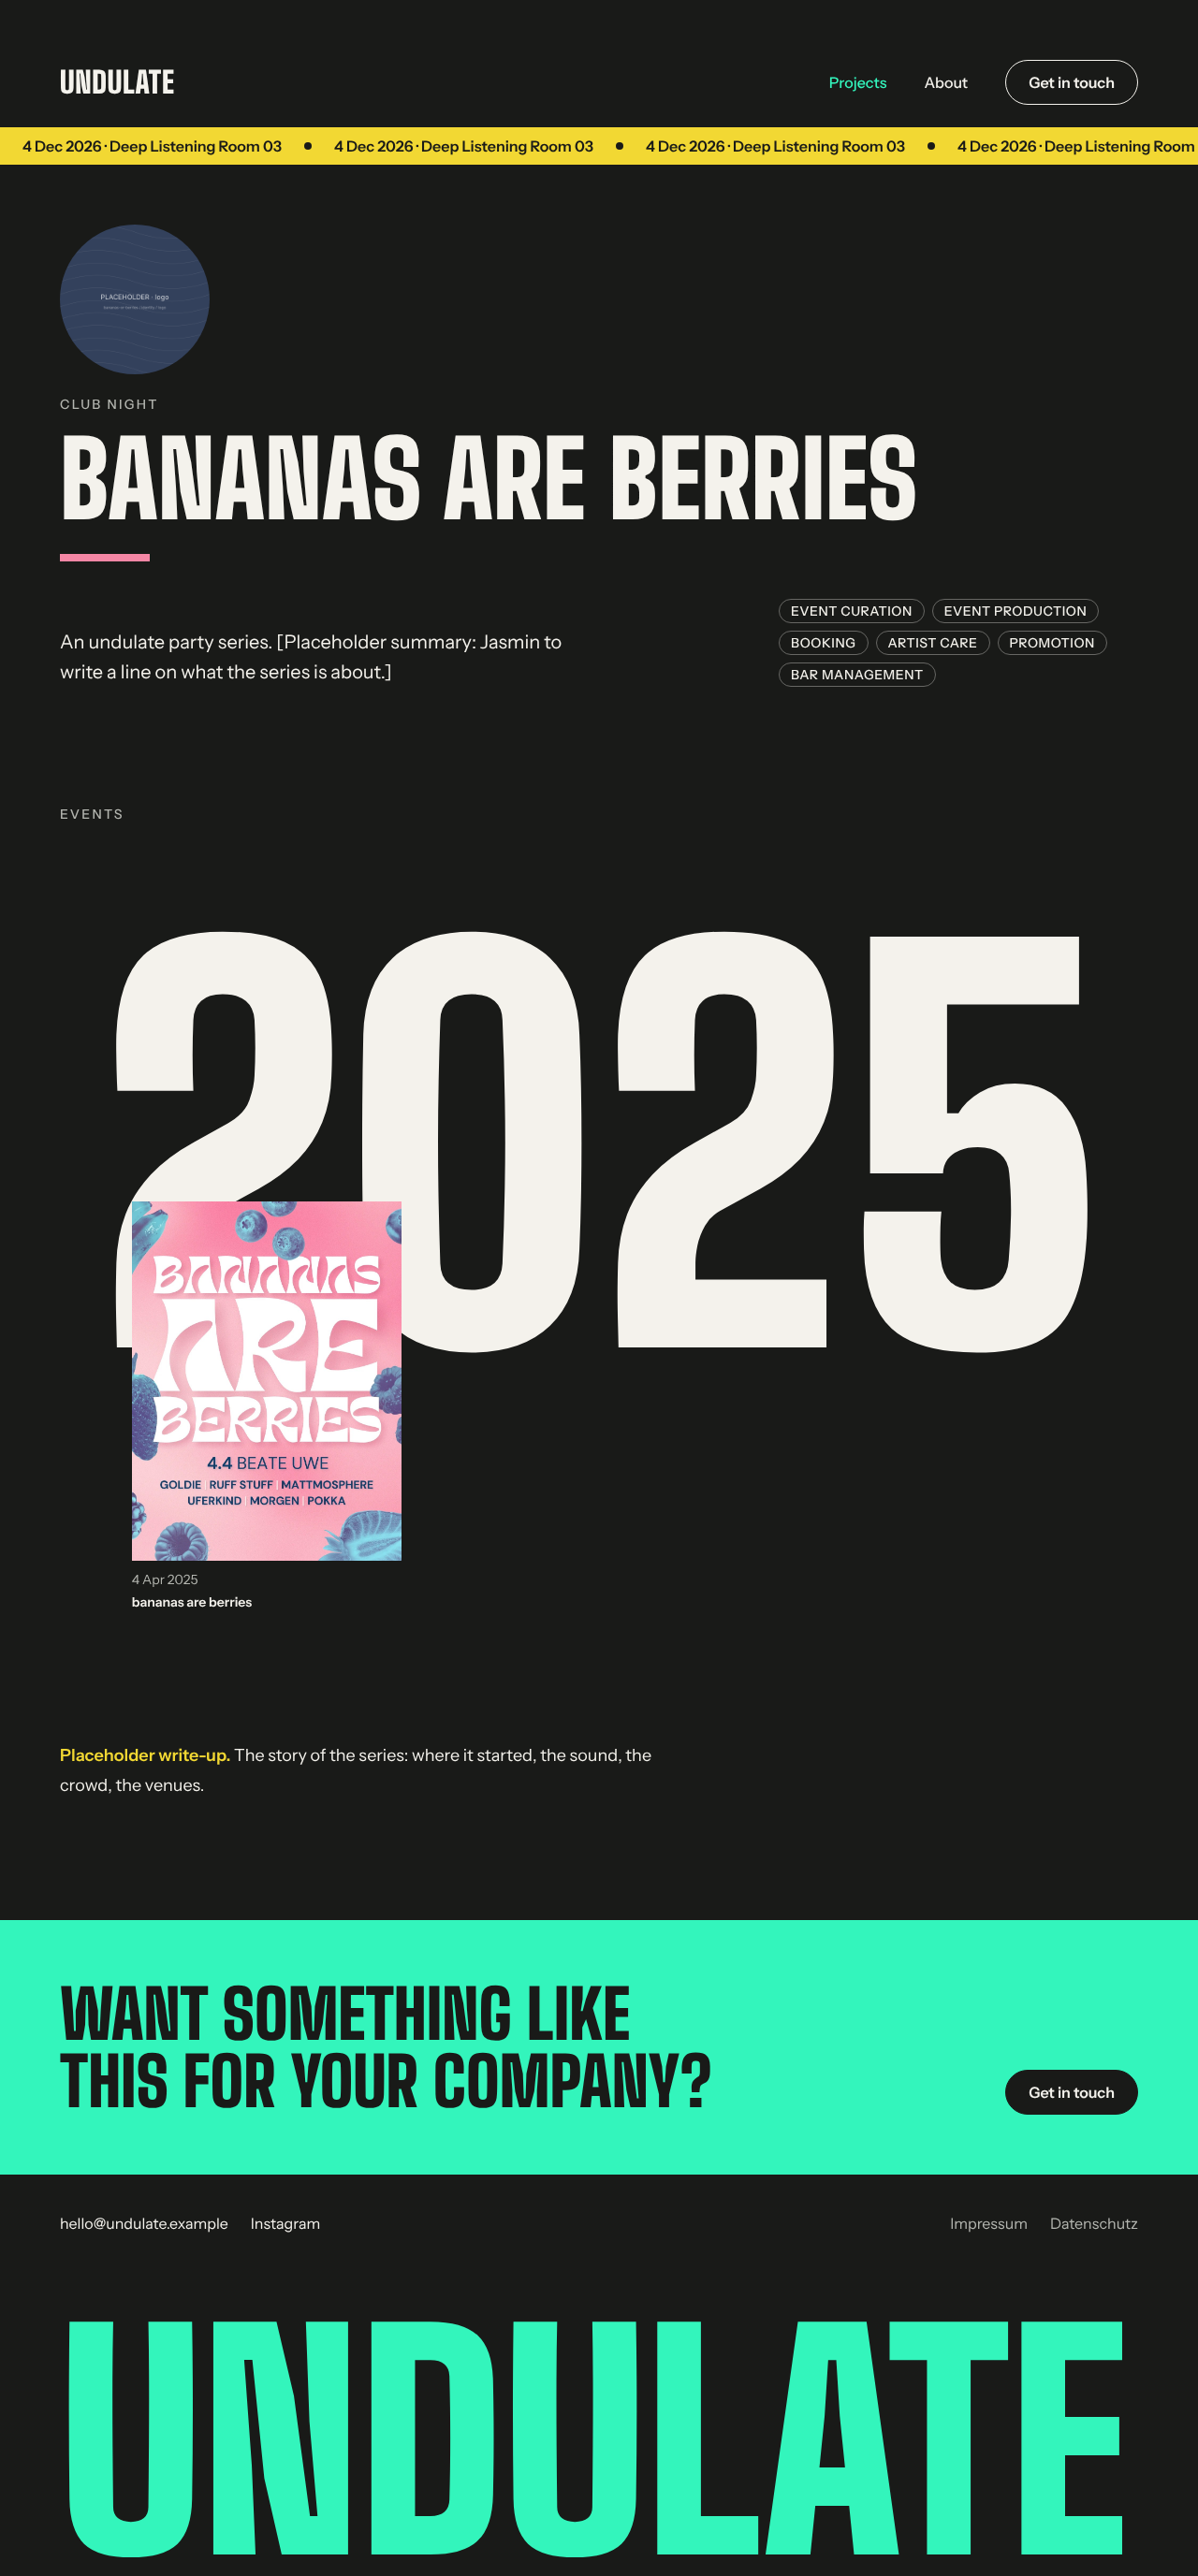 UNDULATE
Projects About Get in touch
4 Dec 2026 · Deep Listening Room 03 • 4 Dec 2026 · Deep Listening Room 03 • 4 Dec 2026 · Deep Listening Room 03 • 4 Dec 2026 · Deep Listening Room
PLACEHOLDER · logo
CLUB NIGHT
BANANAS ARE BERRIES
An undulate party series. [Placeholder summary: Jasmin to
write a line on what the series is about.]
EVENT CURATION EVENT PRODUCTION
BOOKING ARTIST CARE PROMOTION
BAR MANAGEMENT
EVENTS
2025
BANANAS
ARE
BERRIES
4.4 BEATE UWE
GOLDIE | RUFF STUFF | MATTMOSPHERE
UFERKIND | MORGEN | POKKA
4 Apr 2025
bananas are berries
Placeholder write-up. The story of the series: where it started, the sound, the
crowd, the venues.
WANT SOMETHING LIKE
THIS FOR YOUR COMPANY?
Get in touch
hello@undulate.example Instagram
Impressum Datenschutz
UNDULATE